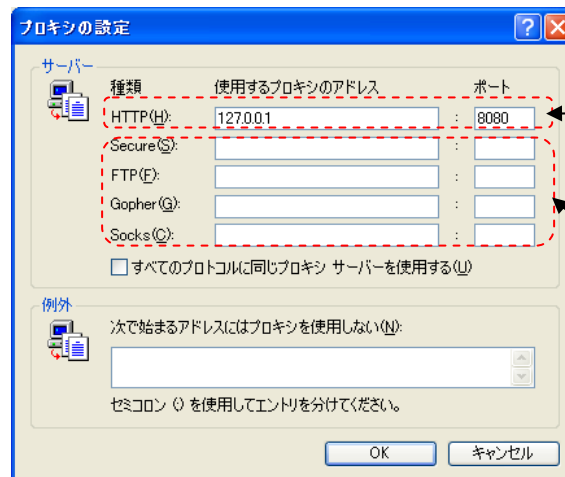 プロキシの設定
サーバー
種類 使用するプロキシのアドレス ポート
HTTP(H): 127.0.0.1 : 8080
Secure(S): :
FTP(F): :
Gopher(G): :
Socks(C): :
すべてのプロトコルに同じプロキシ サーバーを使用する(U)
例外
次で始まるアドレスにはプロキシを使用しない(N):
セミコロン (;) を使用してエントリを分けてください。
OK キャンセル